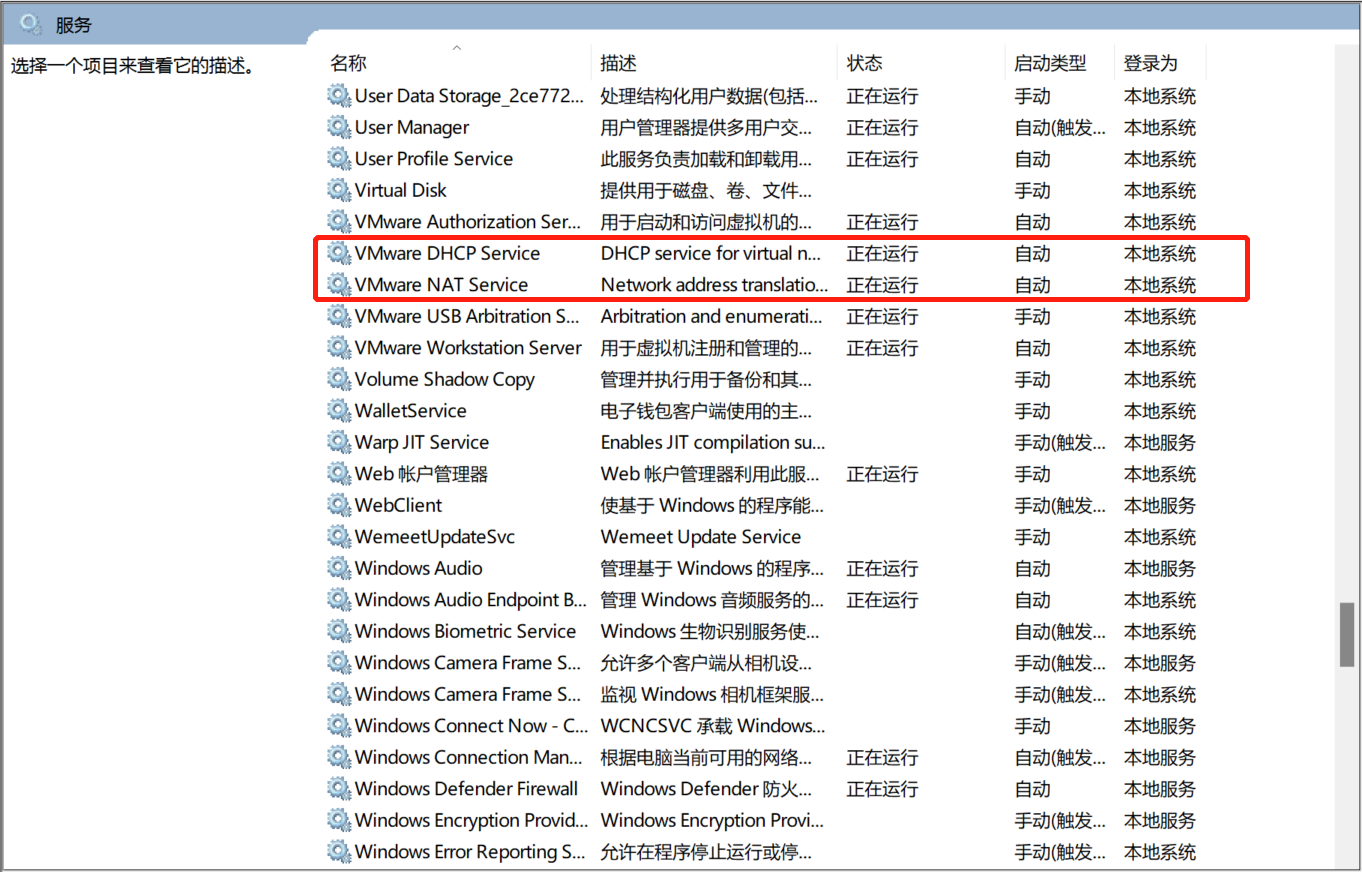 服务
选择一个项目来查看它的描述。
名称 描述 状态 启动类型 登录为
User Data Storage_2ce772... 处理结构化用户数据(包括... 正在运行 手动 本地系统
User Manager 用户管理器提供多用户交... 正在运行 自动(触发... 本地系统
User Profile Service 此服务负责加载和卸载用... 正在运行 自动 本地系统
Virtual Disk 提供用于磁盘、卷、文件... 手动 本地系统
VMware Authorization Ser... 用于启动和访问虚拟机的... 正在运行 自动 本地系统
VMware DHCP Service DHCP service for virtual n... 正在运行 自动 本地系统
VMware NAT Service Network address translatio... 正在运行 自动 本地系统
VMware USB Arbitration S... Arbitration and enumerati... 正在运行 手动 本地系统
VMware Workstation Server 用于虚拟机注册和管理的... 正在运行 自动 本地系统
Volume Shadow Copy 管理并执行用于备份和其... 手动 本地系统
WalletService 电子钱包客户端使用的主... 手动 本地系统
Warp JIT Service Enables JIT compilation su... 手动(触发... 本地服务
Web 帐户管理器 Web 帐户管理器利用此服... 正在运行 手动 本地系统
WebClient 使基于 Windows 的程序能... 手动(触发... 本地服务
WemeetUpdateSvc Wemeet Update Service 手动 本地系统
Windows Audio 管理基于 Windows 的程序... 正在运行 自动 本地服务
Windows Audio Endpoint B... 管理 Windows 音频服务的... 正在运行 自动 本地系统
Windows Biometric Service Windows 生物识别服务使... 自动(触发... 本地系统
Windows Camera Frame S... 允许多个客户端从相机设... 手动(触发... 本地服务
Windows Camera Frame S... 监视 Windows 相机框架服... 手动(触发... 本地系统
Windows Connect Now - C... WCNCSVC 承载 Windows... 手动 本地服务
Windows Connection Man... 根据电脑当前可用的网络... 正在运行 自动(触发... 本地服务
Windows Defender Firewall Windows Defender 防火... 正在运行 自动 本地服务
Windows Encryption Provid... Windows Encryption Provi... 手动(触发... 本地服务
Windows Error Reporting S... 允许在程序停止运行或停... 手动(触发... 本地系统